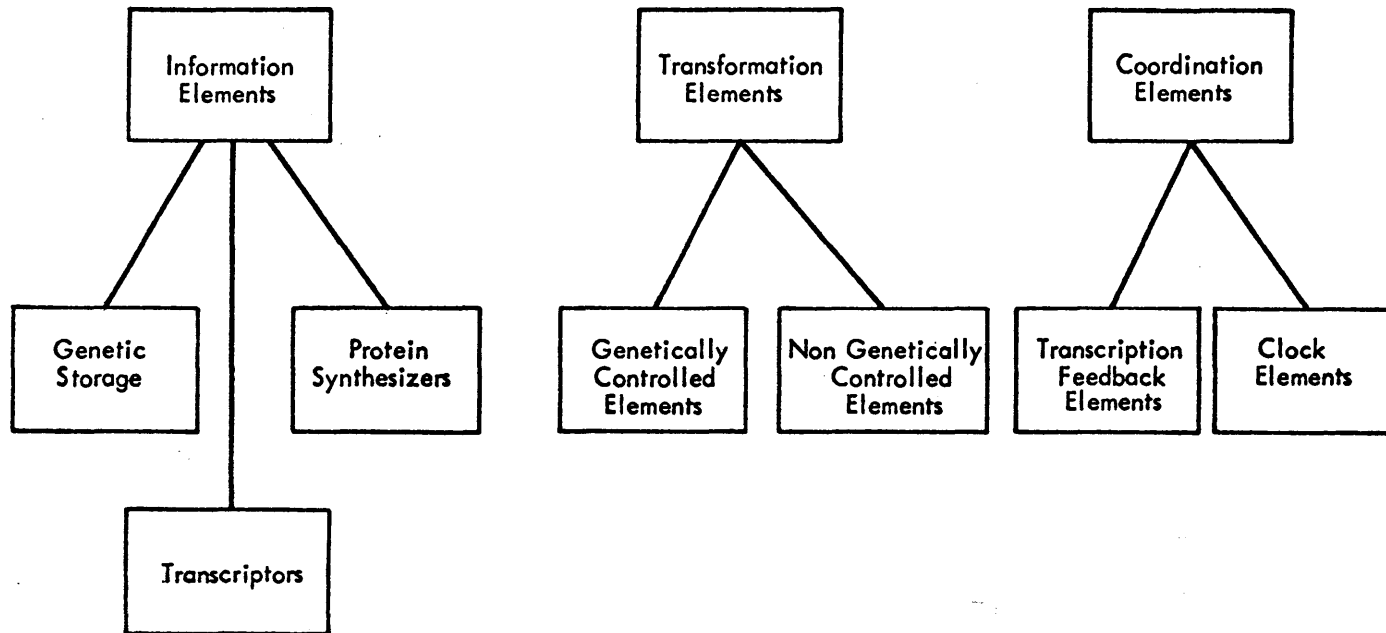 Information
Elements
Transformation
Elements
Coordination
Elements
Genetic
Storage
Protein
Synthesizers
Genetically
Controlled
Elements
Non Genetically
Controlled
Elements
Transcription
Feedback
Elements
Clock
Elements
Transcriptors